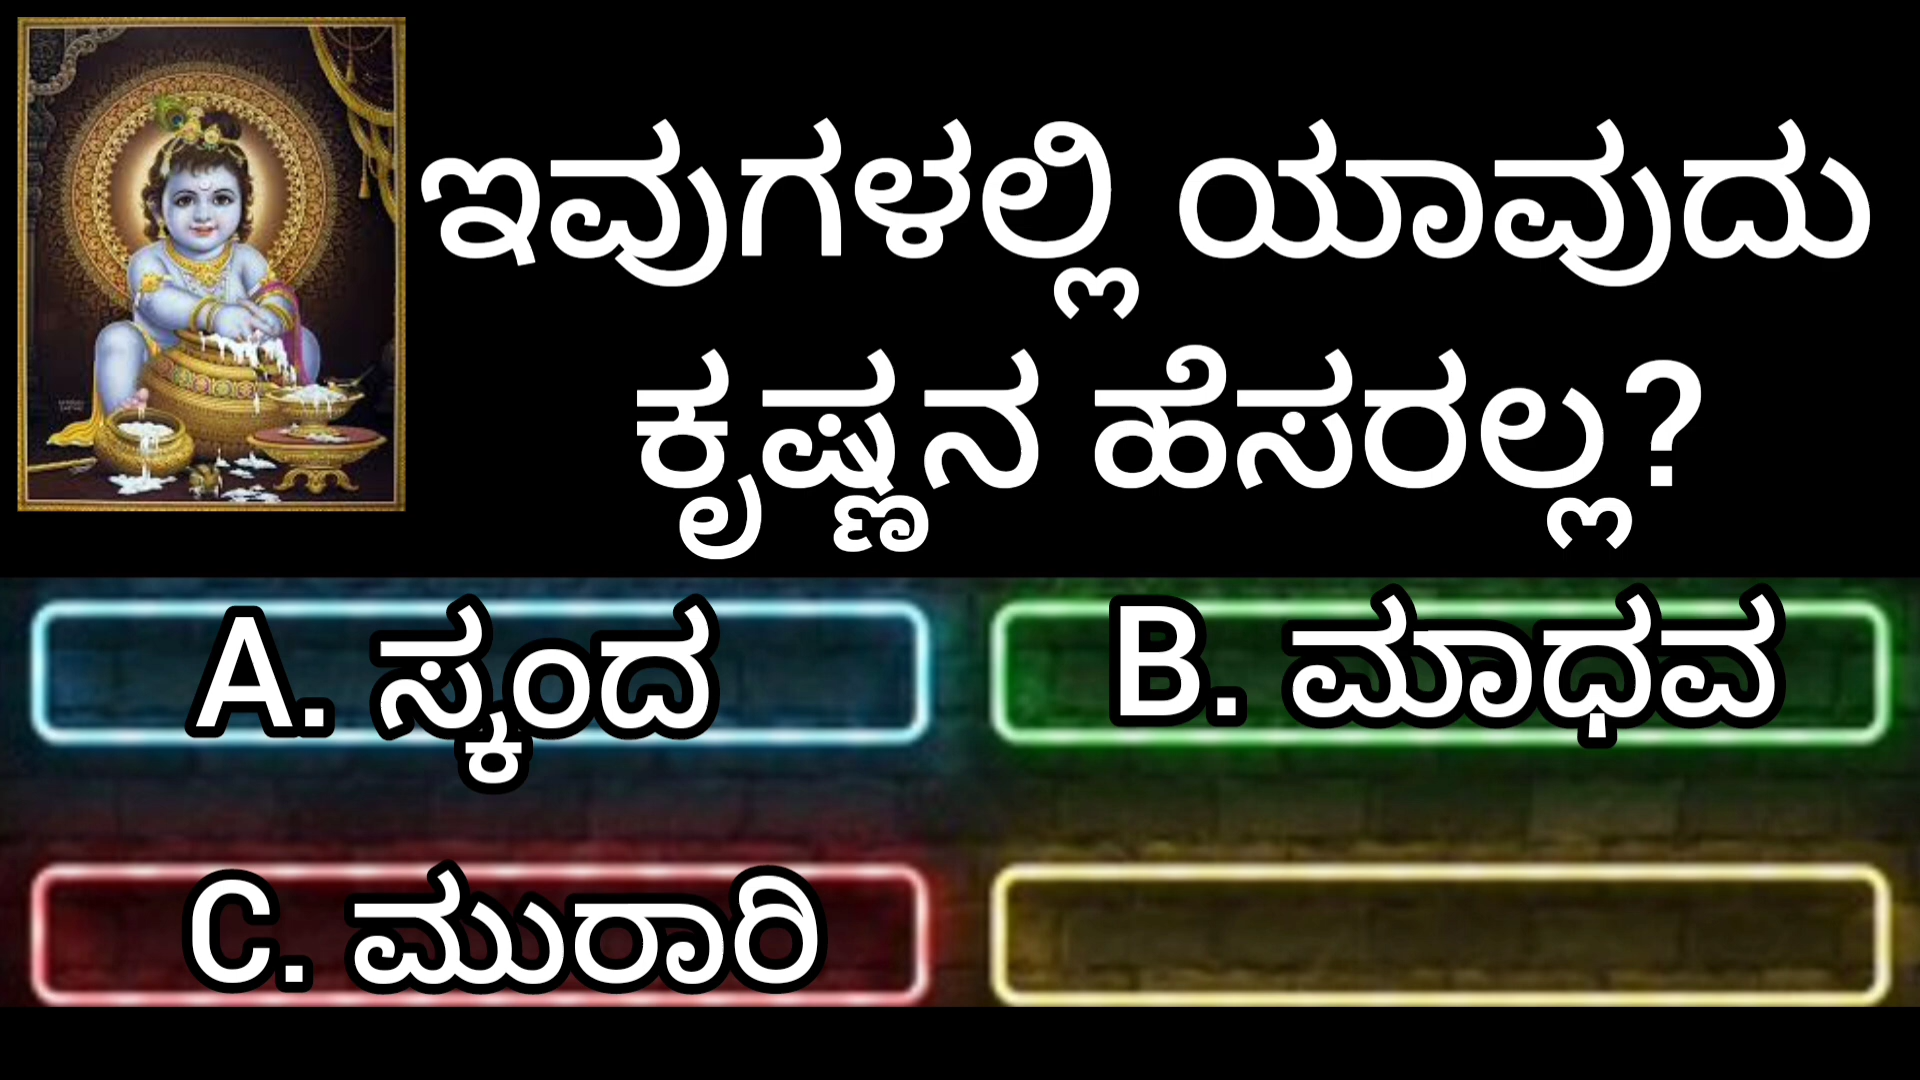 ಇವುಗಳಲ್ಲಿ ಯಾವುದು
ಕೃಷ್ಣನ ಹೆಸರಲ್ಲ?
A. ಸ್ಕಂದ
B. ಮಾಧವ
C. ಮುರಾರಿ